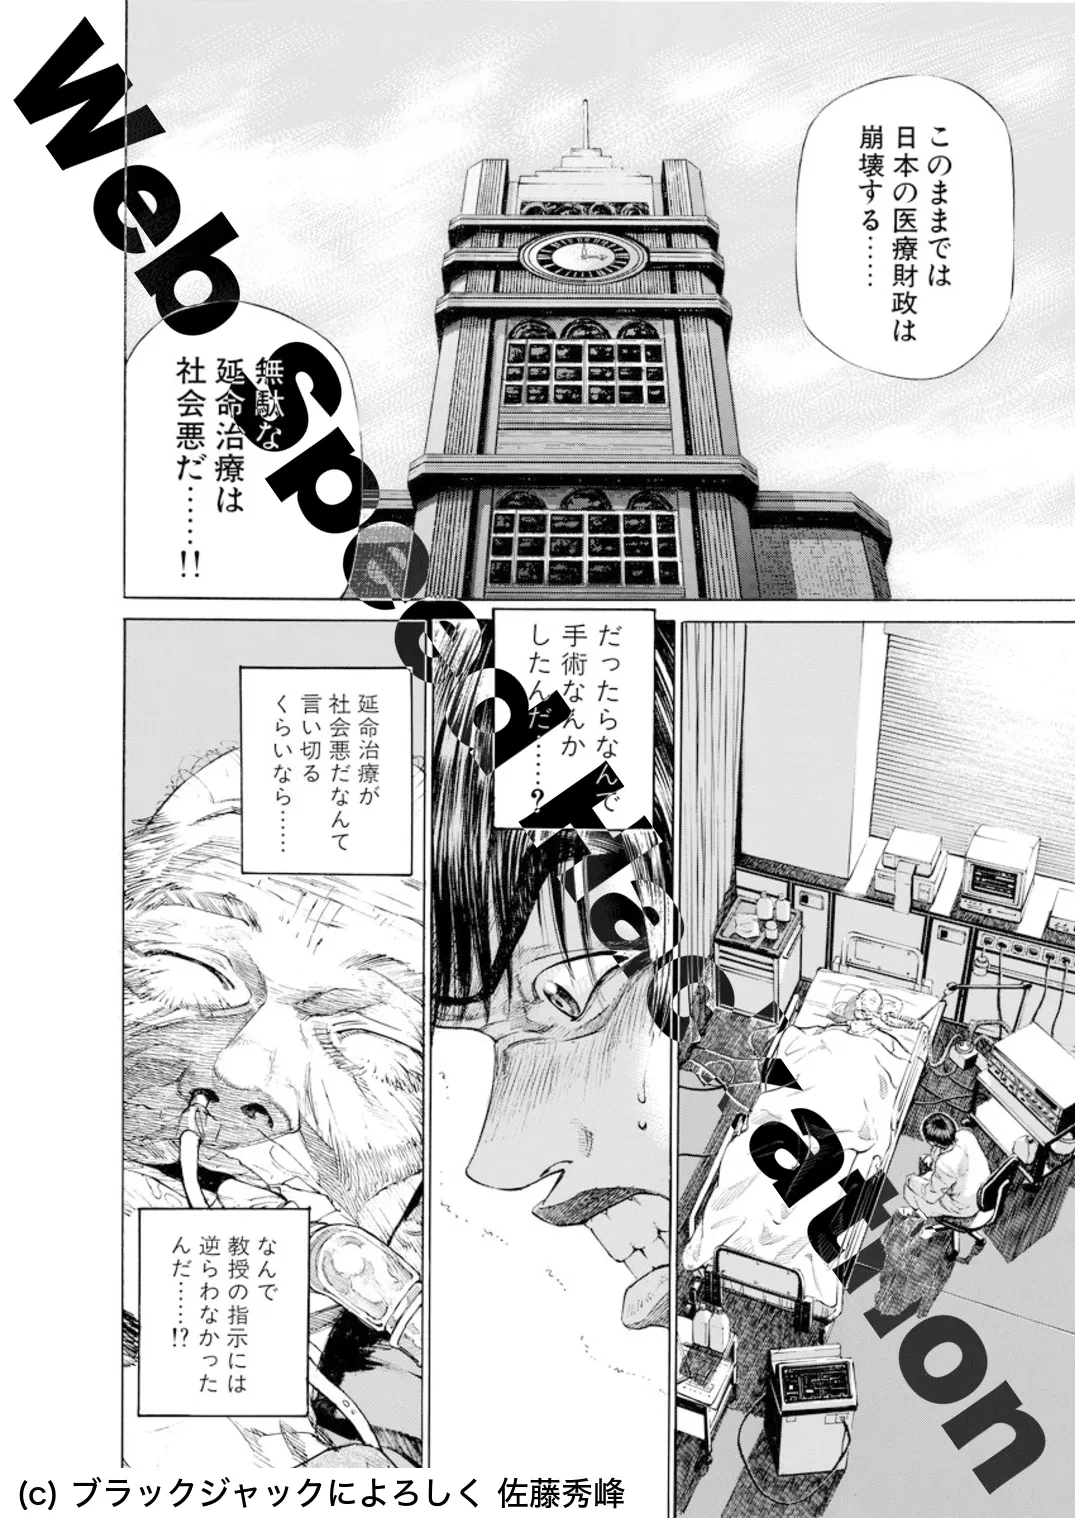 このままでは
日本の医療財政は
崩壊する……
無駄な
延命治療は
社会悪だ……!!
だったらなんで
手術なんか
したんだ……?
延命治療が
社会悪だなんて
言い切る
くらいなら……
なんで
教授の指示には
逆らわなかった
んだ……!?
Web Speed Hackathon
(c) ブラックジャックによろしく 佐藤秀峰